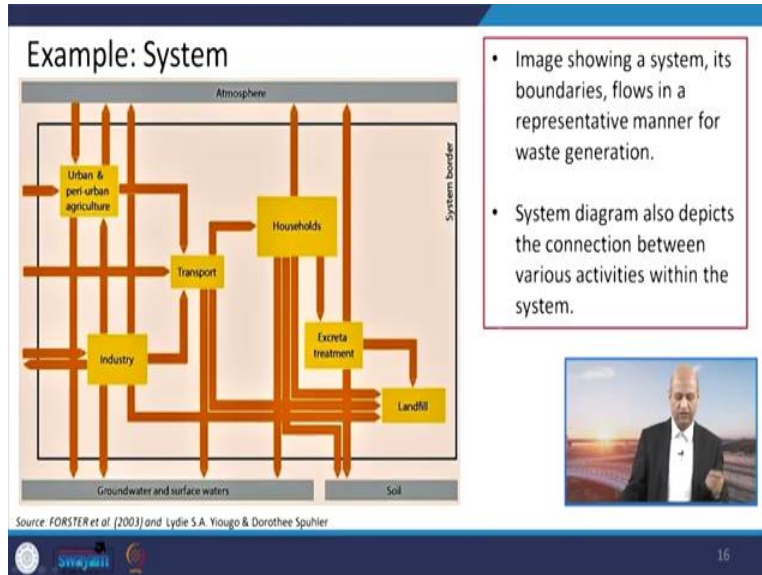 Example: System
Atmosphere
System border
Urban &
peri-urban
agriculture
Households
Transport
Industry
Excreta
treatment
Landfill
Groundwater and surface waters
Soil
Source: FORSTER et al. (2003) and Lydie S.A. Yiougo & Dorothee Spuhler
• Image showing a system, its
boundaries, flows in a
representative manner for
waste generation.
• System diagram also depicts
the connection between
various activities within the
system.
swayam
16